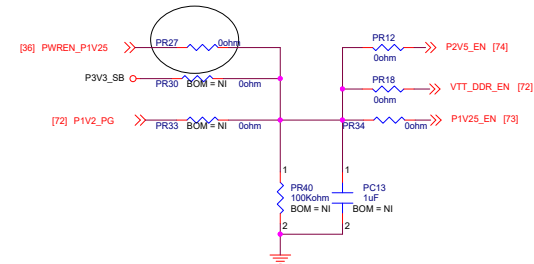 [36] PWREN_P1V25
PR27
0ohm
PR12
0ohm
P2V5_EN [74]
P3V3_SB
PR30
BOM = NI
0ohm
PR18
0ohm
VTT_DDR_EN [72]
[72] P1V2_PG
PR33
BOM = NI
0ohm
PR34
0ohm
P1V25_EN [73]
1
PR40
100Kohm
BOM = NI
2
1
PC13
1uF
BOM = NI
2